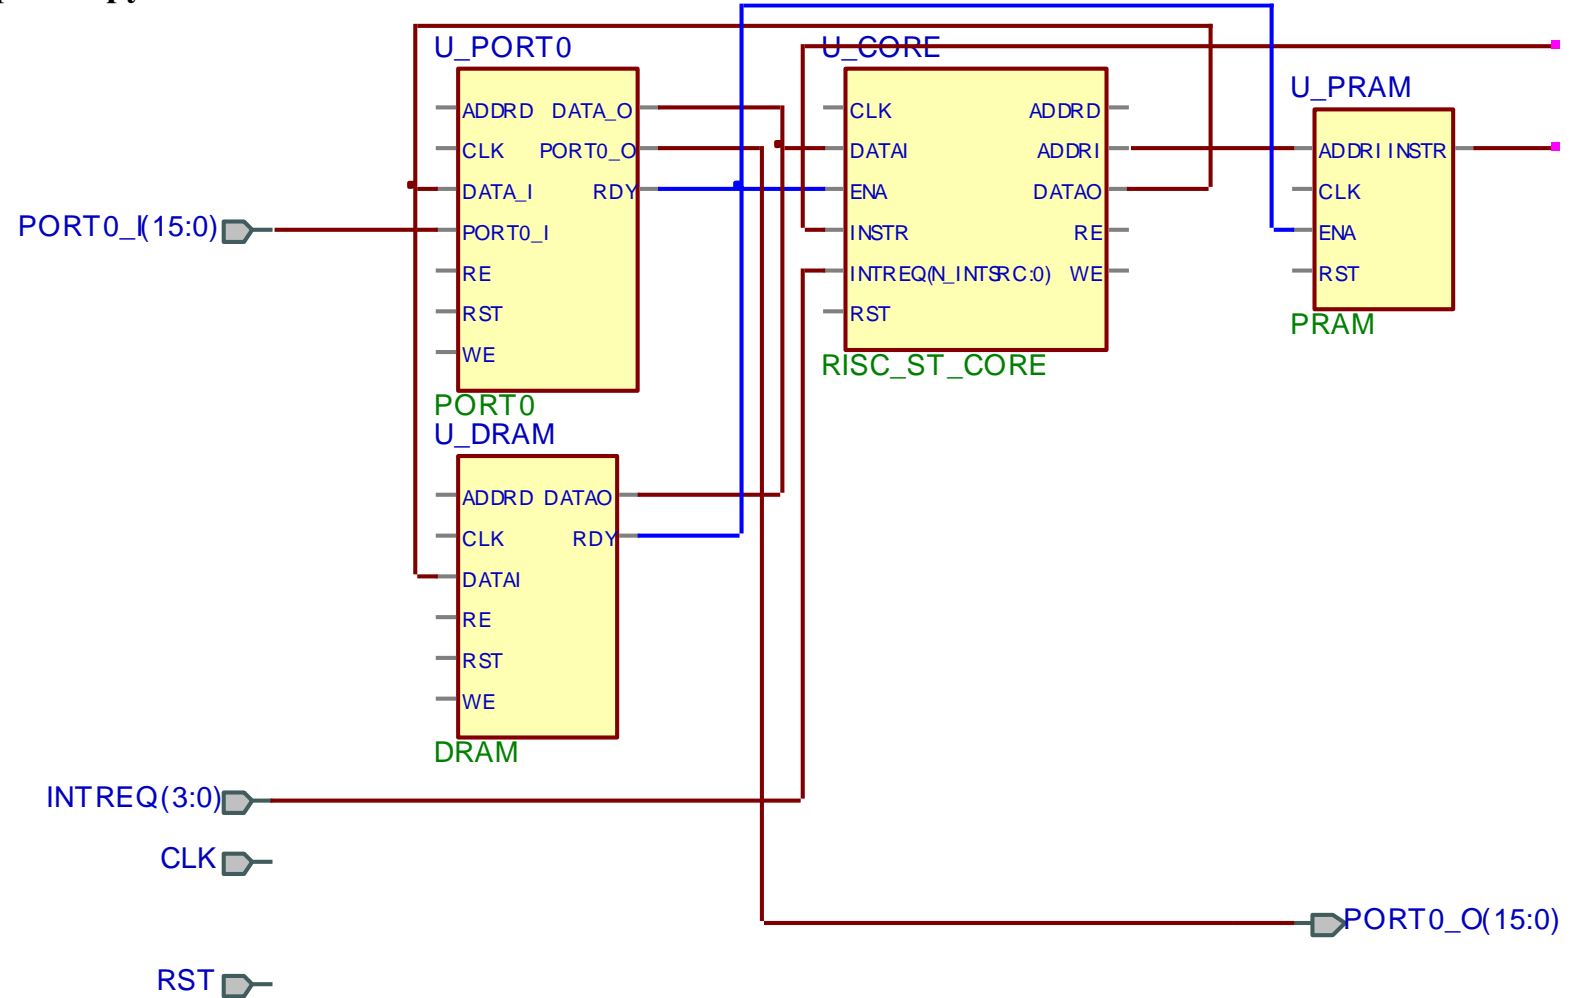 U_PORT0
ADDRD DATA_O
CLK PORT0_O
DATA_I RDY
PORT0_I
RE
RST
WE
PORT0
U_CORE
CLK ADDRD
DATAI ADDRI
ENA DATAO
INSTR RE
INTREQ(N_INTSRC:0) WE
RST
RISC_ST_CORE
U_PRAM
ADDRI INSTR
CLK
ENA
RST
PRAM
PORT0_I(15:0)
U_DRAM
ADDRD DATAO
CLK RDY
DATAI
RE
RST
WE
DRAM
INTREQ(3:0)
CLK
PORT0_O(15:0)
RST